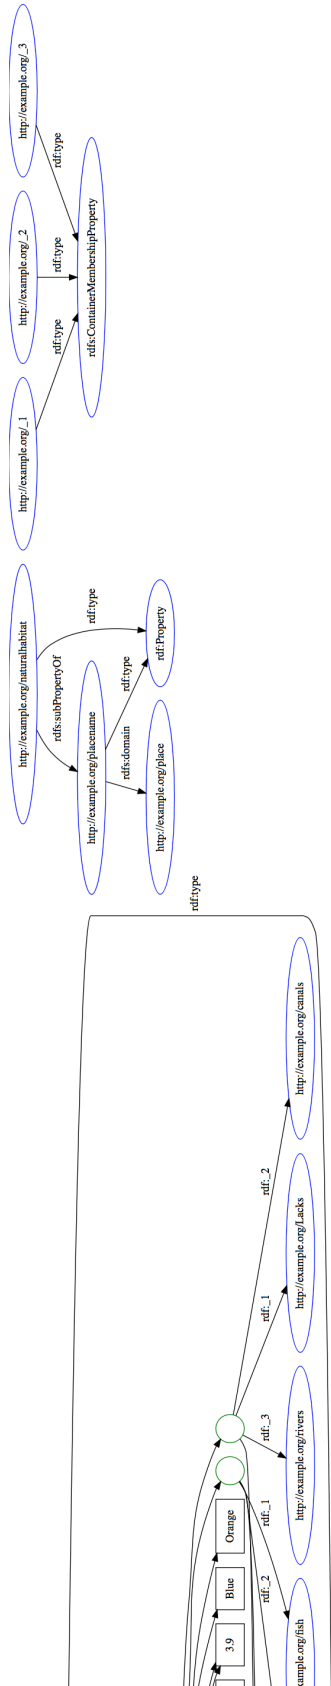 http://example.org/_3
rdf:type
http://example.org/_2
rdf:type
rdfs:ContainerMembershipProperty
rdf:type
http://example.org/_1
http://example.org/naturalhabitat
rdf:type
rdfs:subPropertyOf
rdf:type
rdf:Property
rdfs:domain
http://example.org/placename
http://example.org/place
rdf:type
http://example.org/canals
rdf:_2
http://example.org/Lacks
rdf:_1
rdf:_3
http://example.org/rivers
rdf:_1
Orange
rdf:_2
Blue
3.9
xample.org/fish